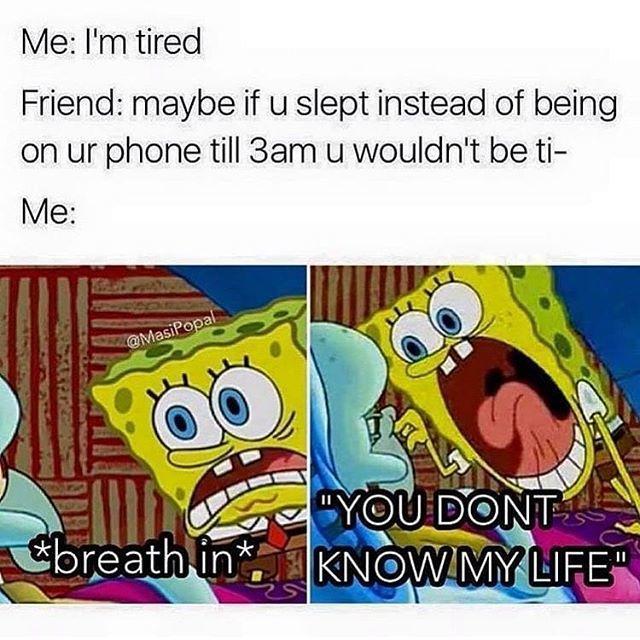 Me: I'm tired
Friend: maybe if u slept instead of being
on ur phone till 3am u wouldn't be ti-
Me:
@MasiPopal
*breath in*
"YOU DONT
KNOW MY LIFE"